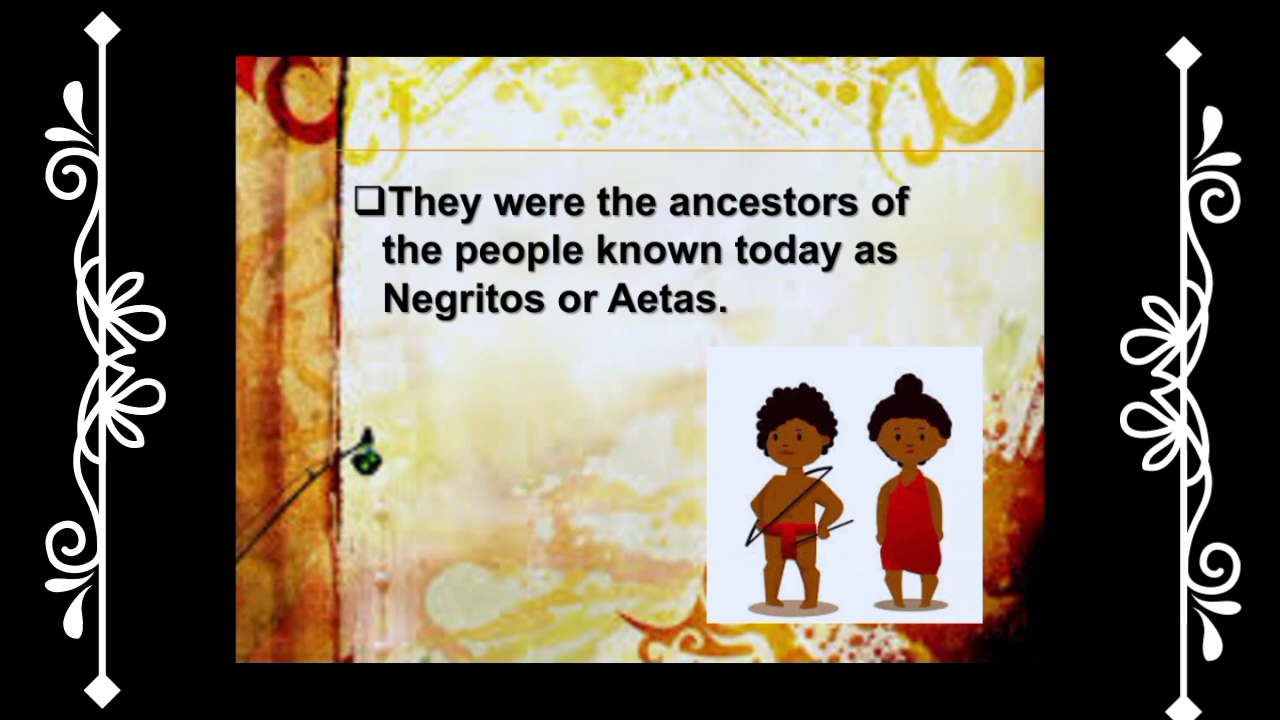 ❑They were the ancestors of
the people known today as
Negritos or Aetas.